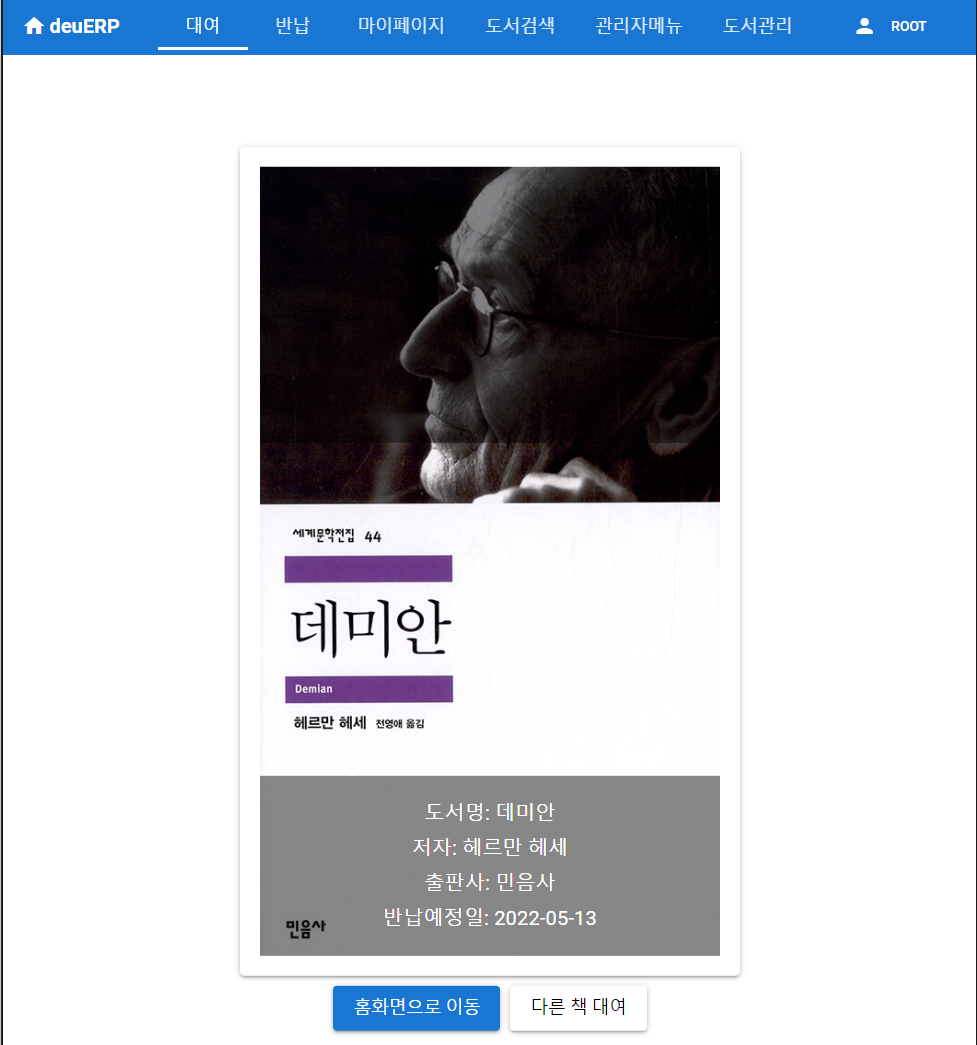 deuERP 대여 반납 마이페이지 도서검색 관리자메뉴 도서관리 ROOT
세계문학전집 44
데미안
Demian
헤르만 헤세 전영애 옮김
도서명: 데미안
저자: 헤르만 헤세
출판사: 민음사
반납예정일: 2022-05-13
민음사
홈화면으로 이동 다른 책 대여